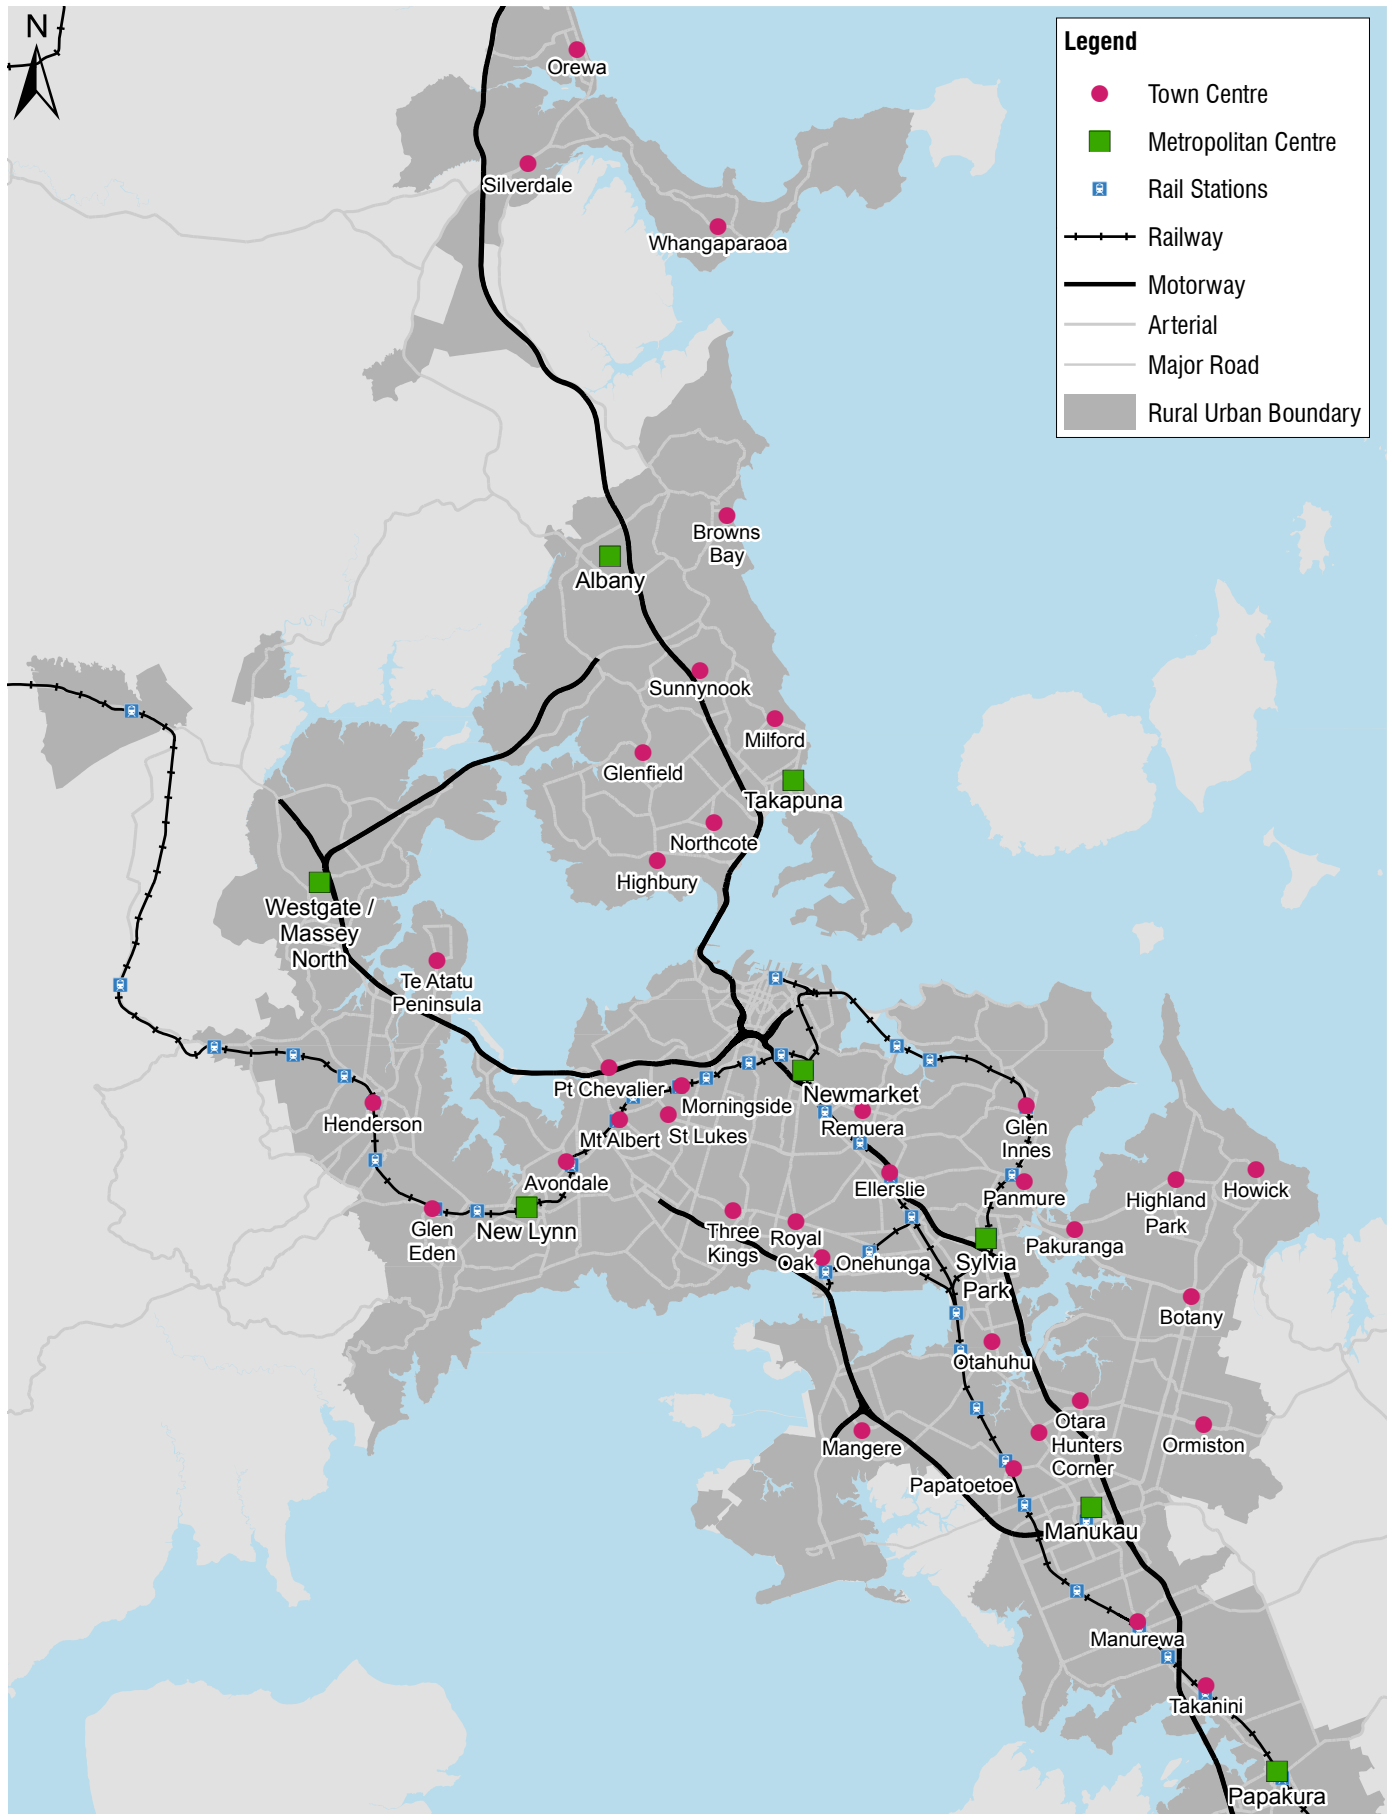 N
Legend
Town Centre
Metropolitan Centre
Rail Stations
Railway
Motorway
Arterial
Major Road
Rural Urban Boundary
Orewa
Silverdale
Whangaparaoa
Browns
Bay
Albany
Sunnynook
Milford
Glenfield
Takapuna
Northcote
Highbury
Westgate /
Massey
North
Te Atatu
Peninsula
Pt Chevalier
Newmarket
Morningside
Henderson
Mt Albert
St Lukes
Remuera
Glen
Innes
Avondale
Ellerslie
Panmure
Highland
Park
Howick
Glen
Eden
New Lynn
Three
Kings
Royal
Oak
Onehunga
Sylvia
Park
Pakuranga
Botany
Otahuhu
Otara
Hunters
Corner
Ormiston
Mangere
Papatoetoe
Manukau
Manurewa
Takanini
Papakura